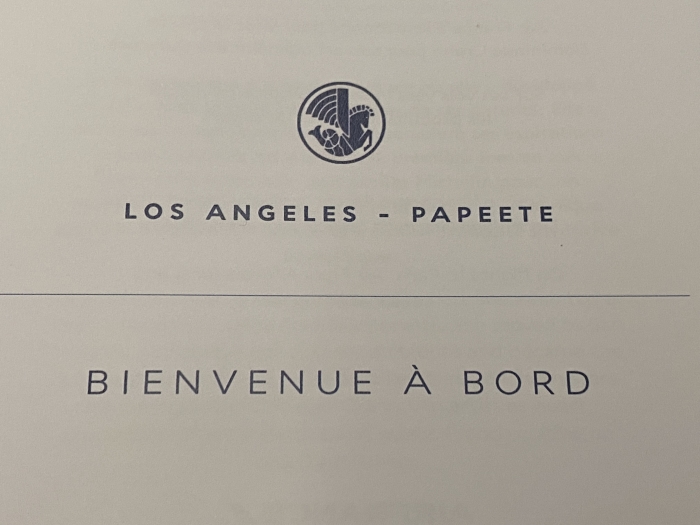 LOS ANGELES - PAPEETE
BIENVENUE À BORD